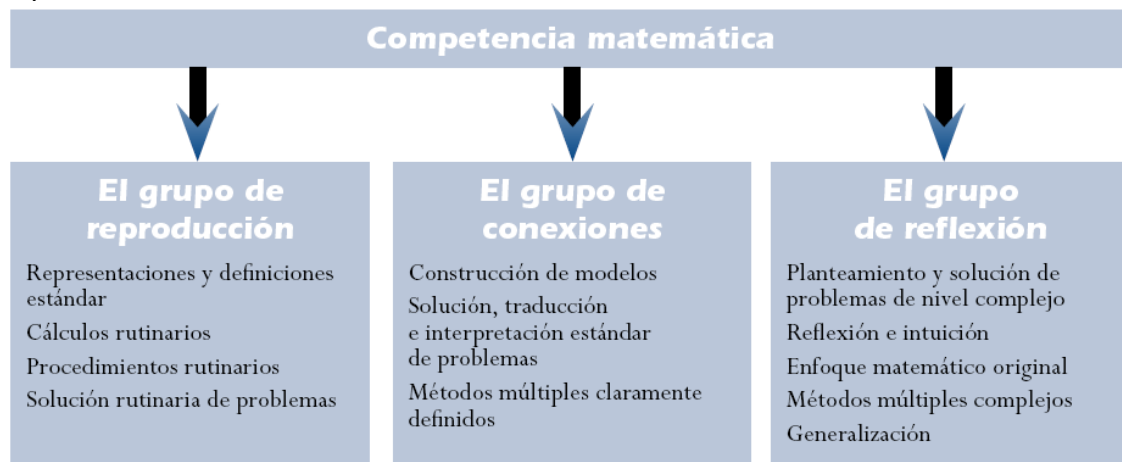 Competencia matemática
El grupo de
reproducción
Representaciones y definiciones
estándar
Cálculos rutinarios
Procedimientos rutinarios
Solución rutinaria de problemas
El grupo de
conexiones
Construcción de modelos
Solución, traducción
e interpretación estándar
de problemas
Métodos múltiples claramente
definidos
El grupo
de reflexión
Planteamiento y solución de
problemas de nivel complejo
Reflexión e intuición
Enfoque matemático original
Métodos múltiples complejos
Generalización